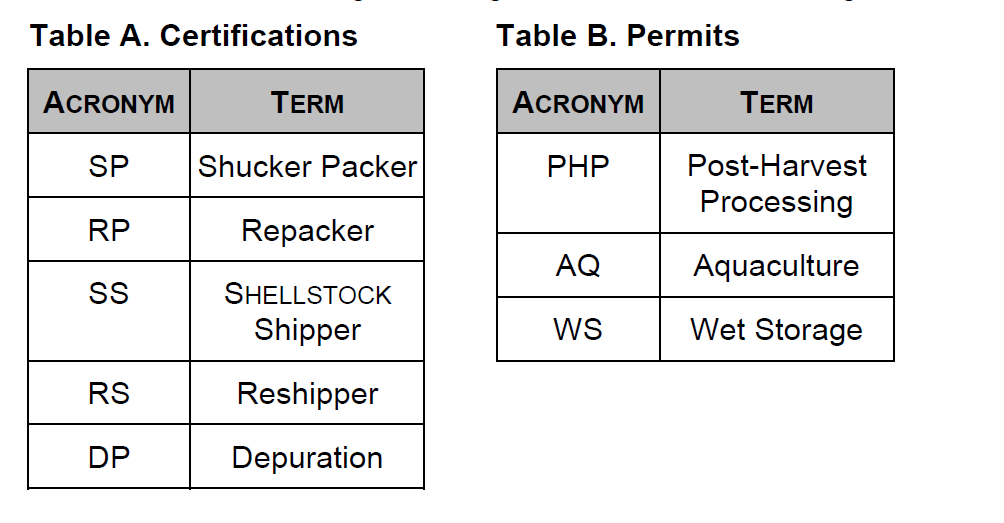 Table A. Certifications
ACRONYM TERM
SP Shucker Packer
RP Repacker
SS SHELLSTOCK
Shipper
RS Reshipper
DP Depuration
Table B. Permits
ACRONYM TERM
PHP Post-Harvest
Processing
AQ Aquaculture
WS Wet Storage